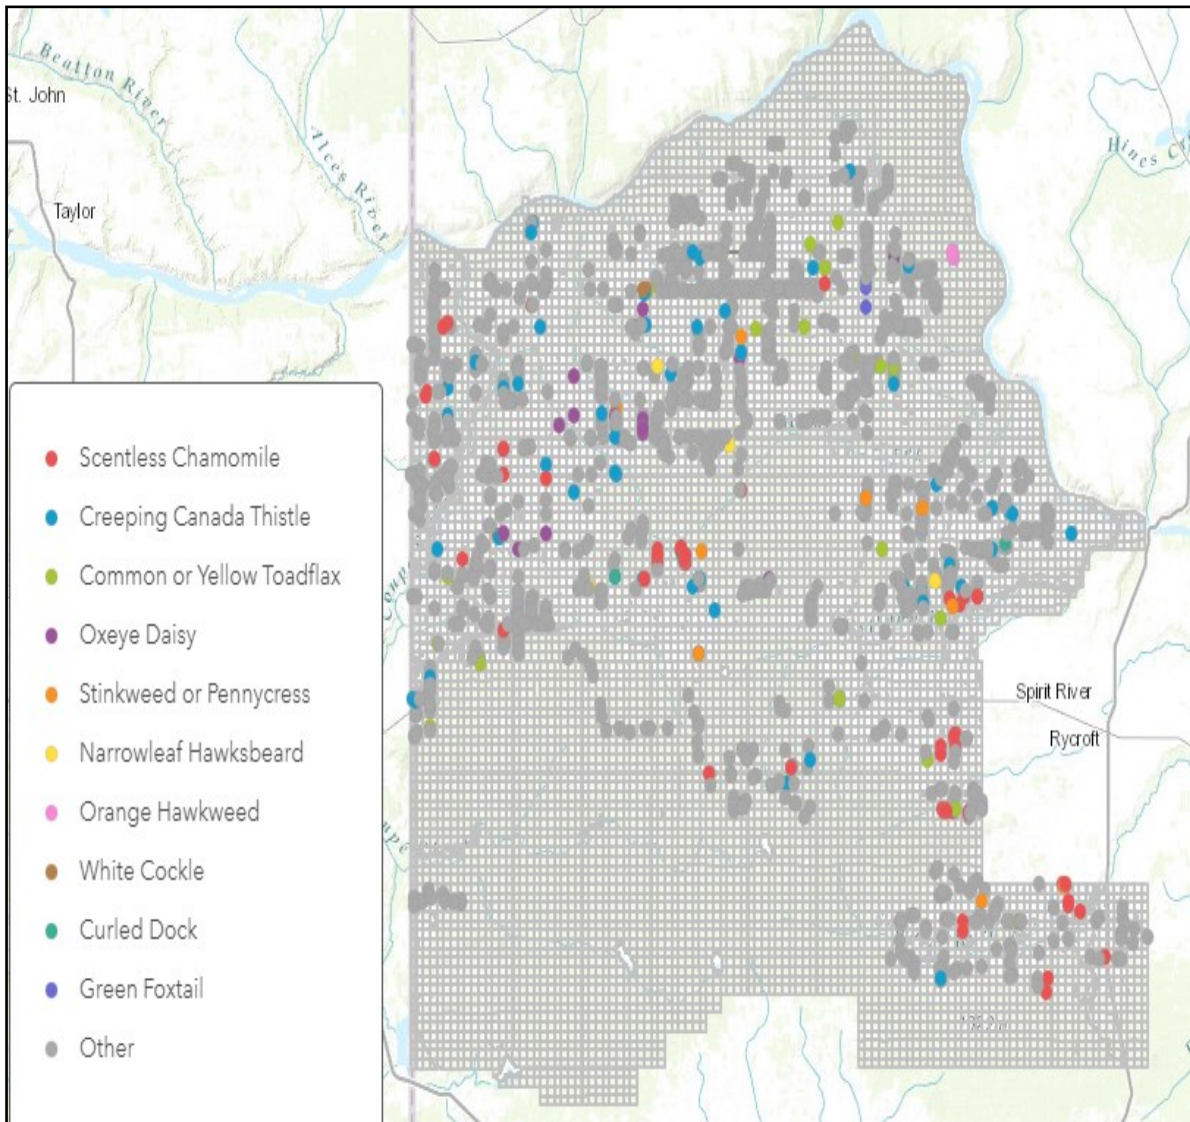 Beatton River
St. John
Alces River
Hines C
Taylor
Scentless Chamomile
Creeping Canada Thistle
Common or Yellow Toadflax
Oxeye Daisy
Stinkweed or Pennycress
Narrowleaf Hawksbeard
Orange Hawkweed
White Cockle
Curled Dock
Green Foxtail
Other
Spirit River
Rycroft